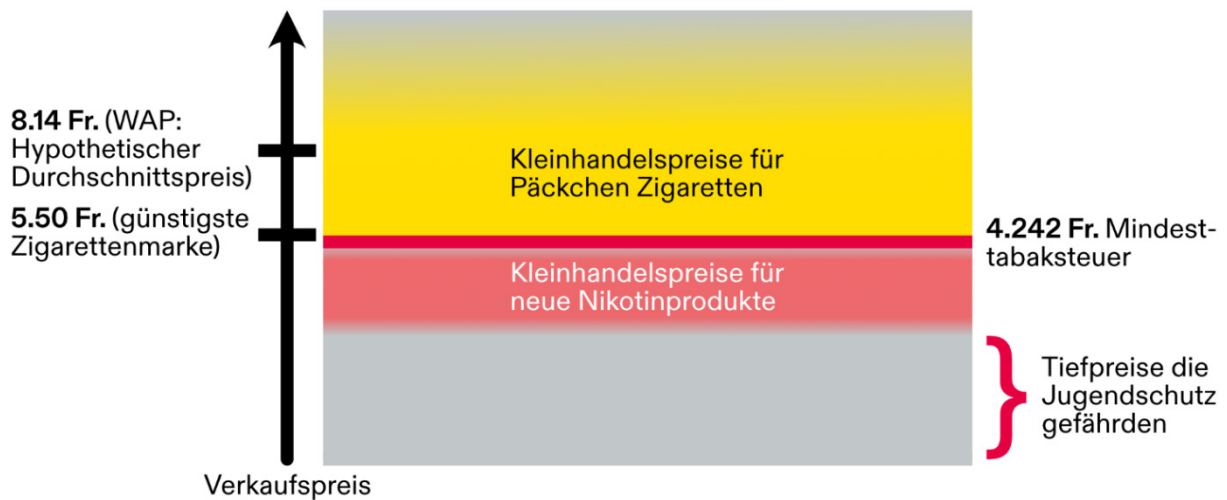 8.14 Fr. (WAP:
Hypothetischer
Durchschnittspreis)
5.50 Fr. (günstigste
Zigarettenmarke)
Kleinhandelspreise für
Päckchen Zigaretten
Kleinhandelspreise für
neue Nikotinprodukte
4.242 Fr. Mindest-
tabaksteuer
Tiefpreise die
Jugendschutz
gefährden
Verkaufspreis